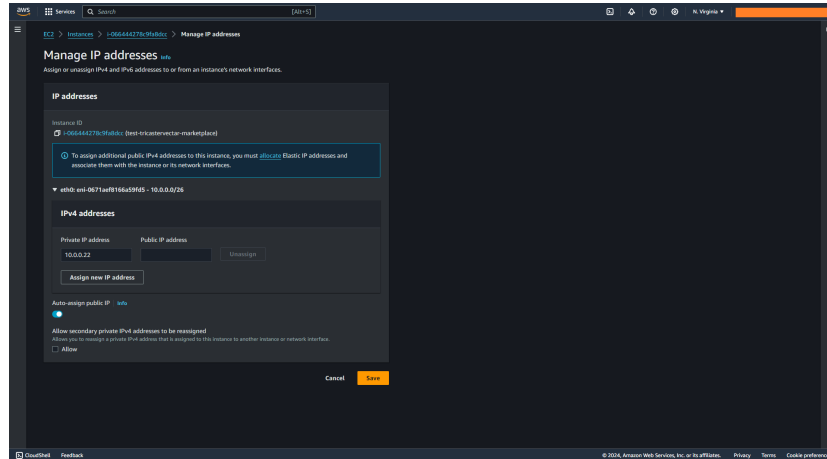 aws Services Search [Alt+S] N. Virginia
EC2 > Instances > i-066444278c9fa8dcc > Manage IP addresses
Manage IP addresses Info
Assign or unassign IPv4 and IPv6 addresses to or from an instance's network interfaces.
IP addresses
Instance ID
i-066444278c9fa8dcc (test-tricastervectar-marketplace)
To assign additional public IPv4 addresses to this instance, you must allocate Elastic IP addresses and
associate them with the instance or its network interfaces.
eth0: eni-0671aef8166a59fd5 - 10.0.0.0/26
IPv4 addresses
Private IP address Public IP address
10.0.0.22 Unassign
Assign new IP address
Auto-assign public IP Info
Allow secondary private IPv4 addresses to be reassigned
Allows you to reassign a private IPv4 address that is assigned to this instance to another instance or network interface.
Allow
Cancel Save
CloudShell Feedback © 2024, Amazon Web Services, Inc. or its affiliates. Privacy Terms Cookie preference